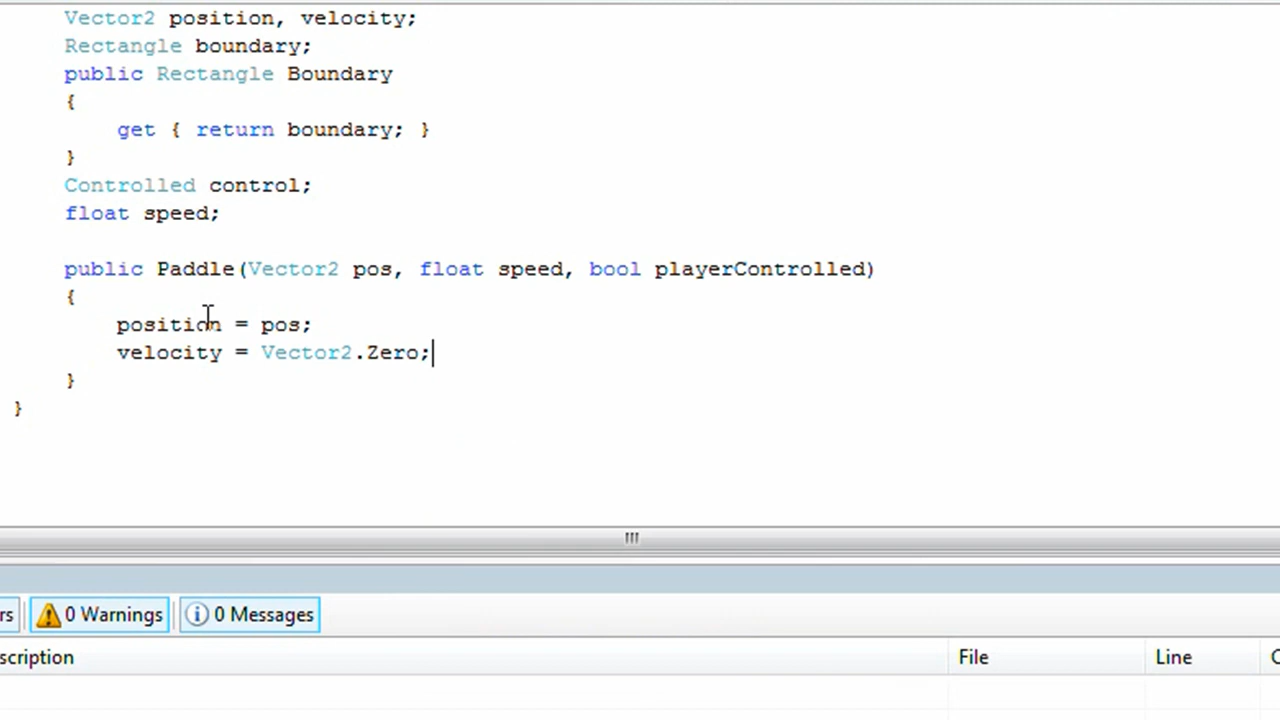 Vector2 position, velocity;
Rectangle boundary;
public Rectangle Boundary
{
get { return boundary; }
}
Controlled control;
float speed;
public Paddle(Vector2 pos, float speed, bool playerControlled)
{
position = pos;
velocity = Vector2.Zero;
}
}
rs 0 Warnings 0 Messages
scription File Line C